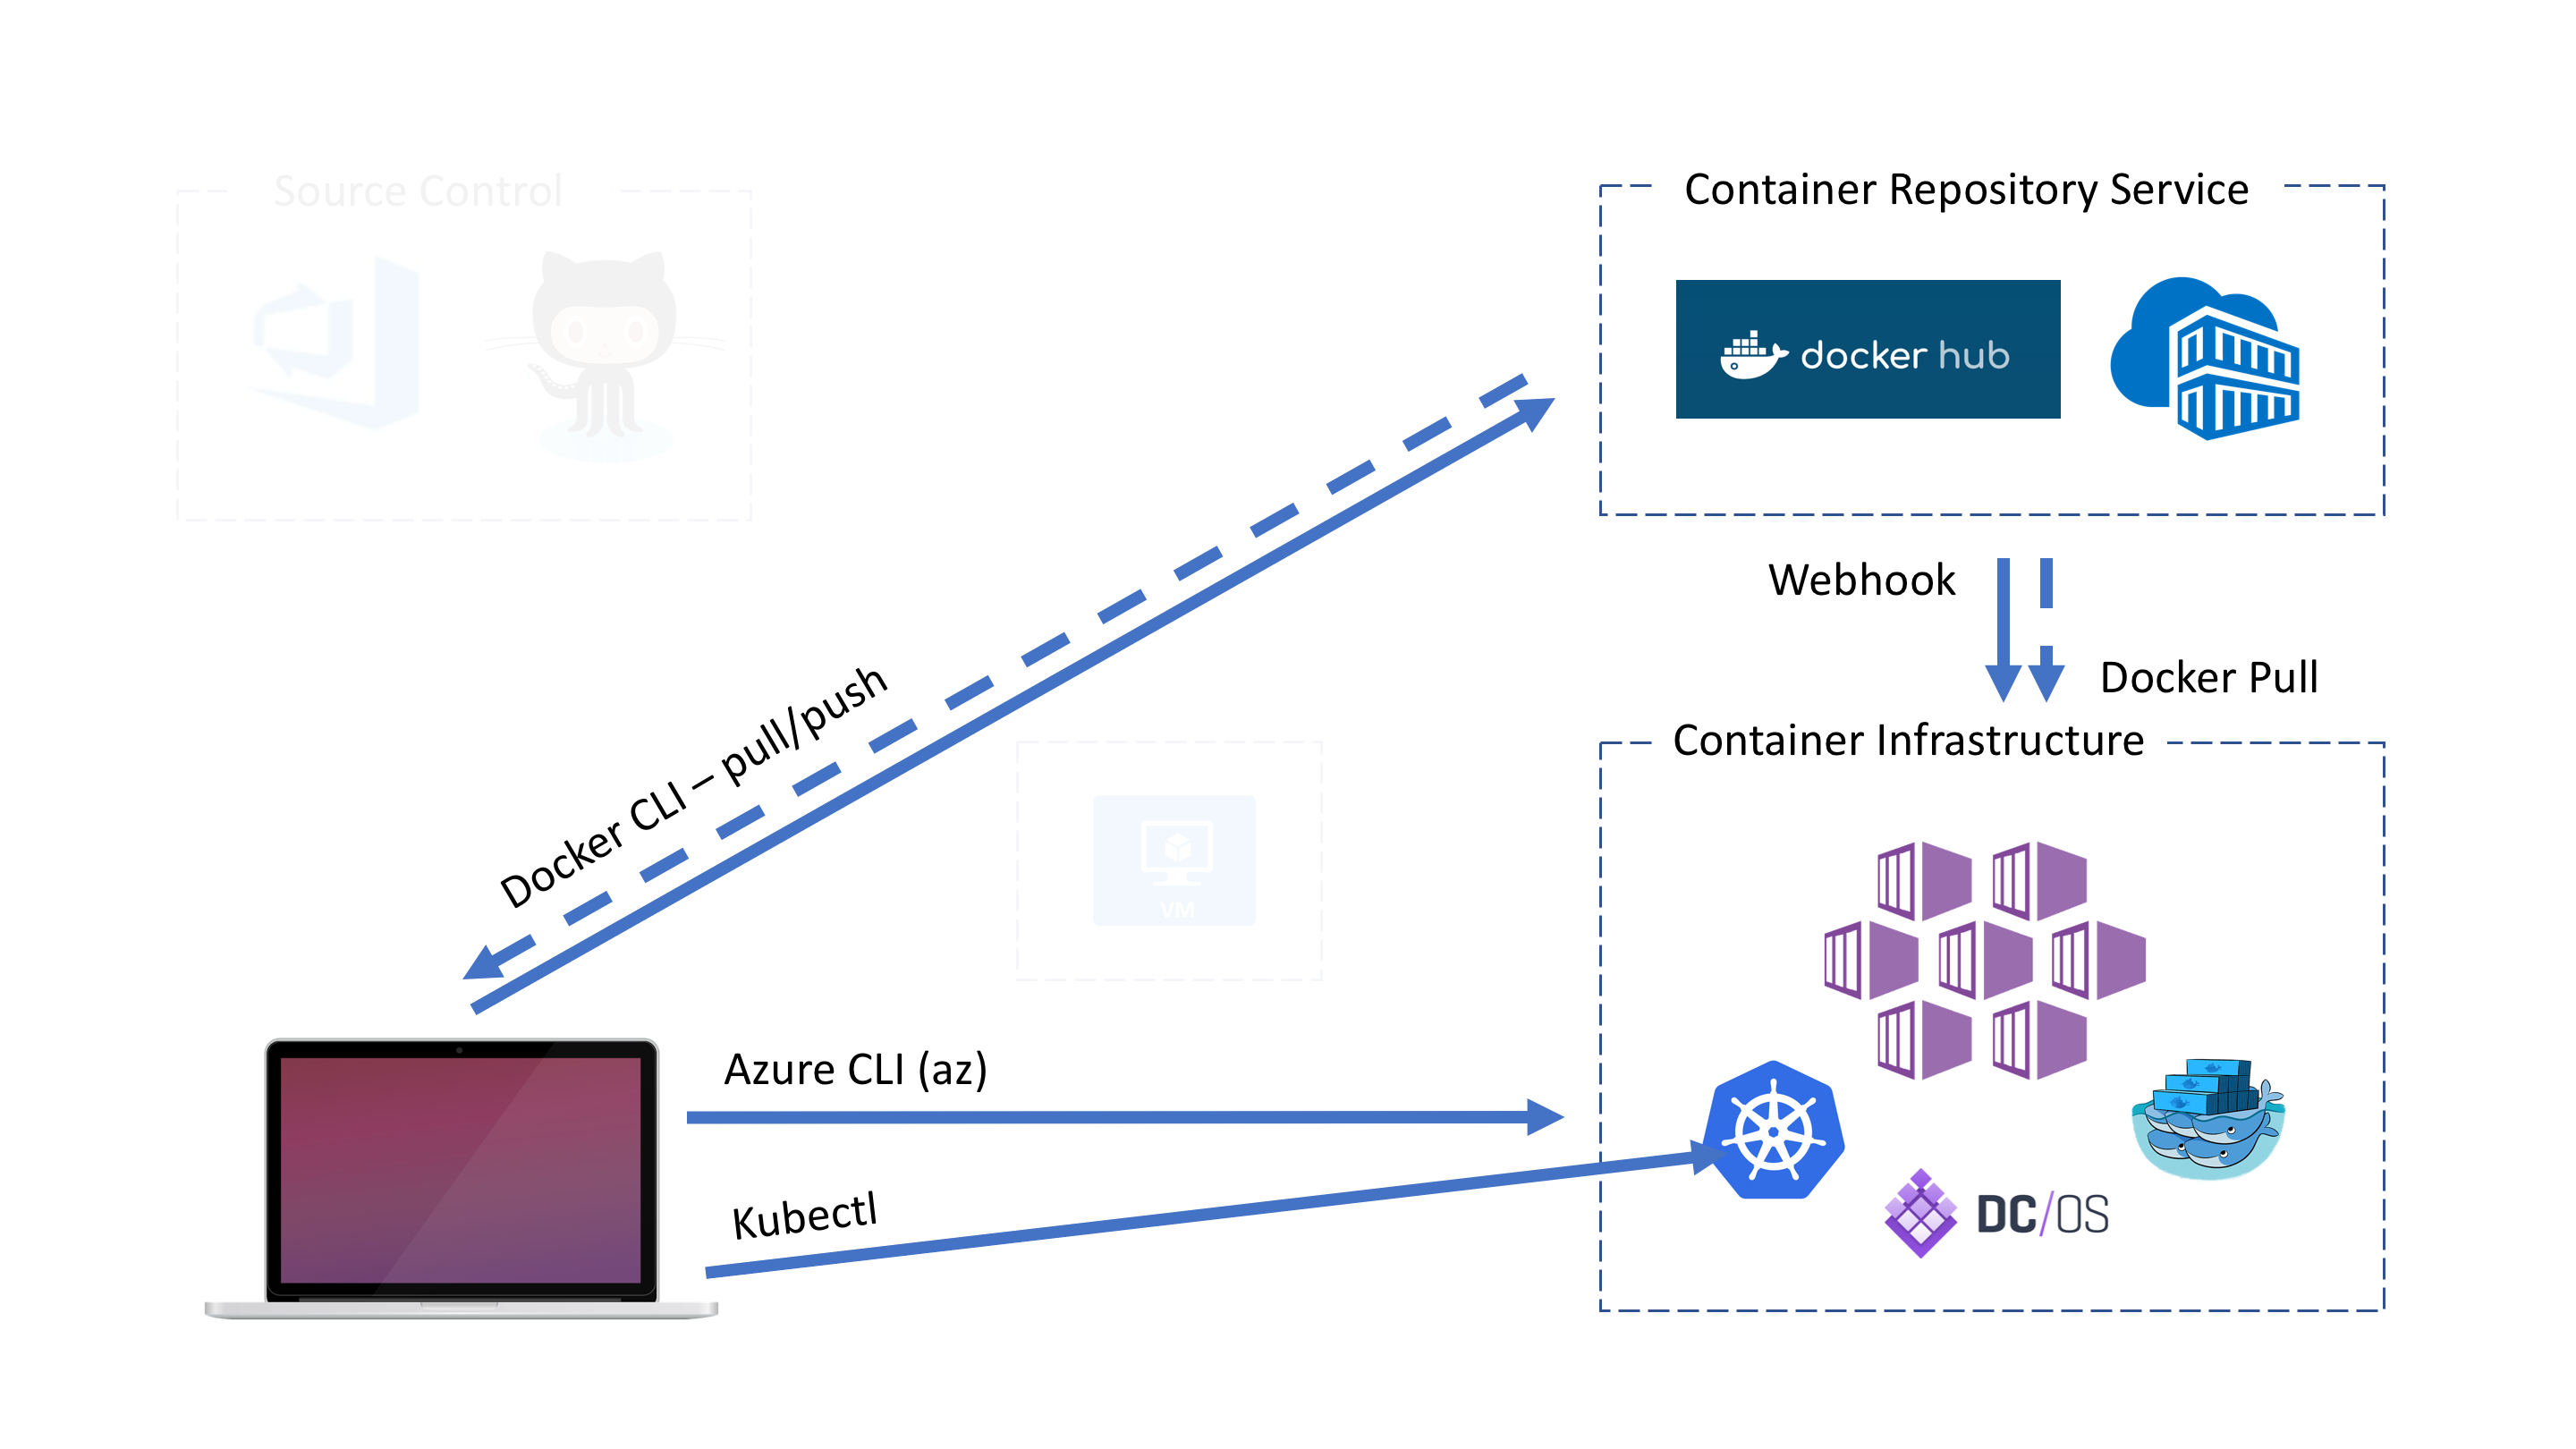 Source Control
Container Repository Service
docker hub
Webhook
Docker Pull
Docker CLI – pull/push
Container Infrastructure
VM
Azure CLI (az)
Kubectl
DC/OS